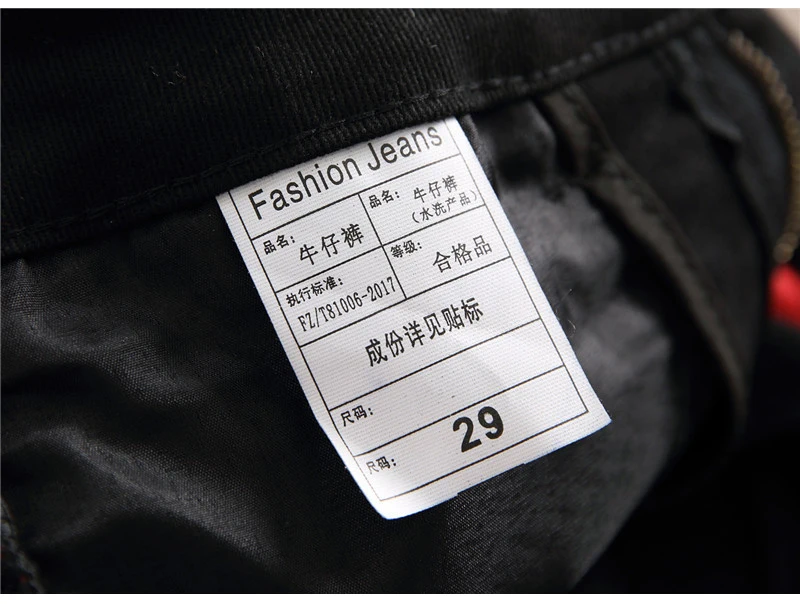 Fashion Jeans
品名: 牛仔裤
品名: 牛仔裤
(水洗产品)
执行标准:
FZ/T81006-2017
等级: 合格品
成份详见贴标
尺码:
尺码: 29